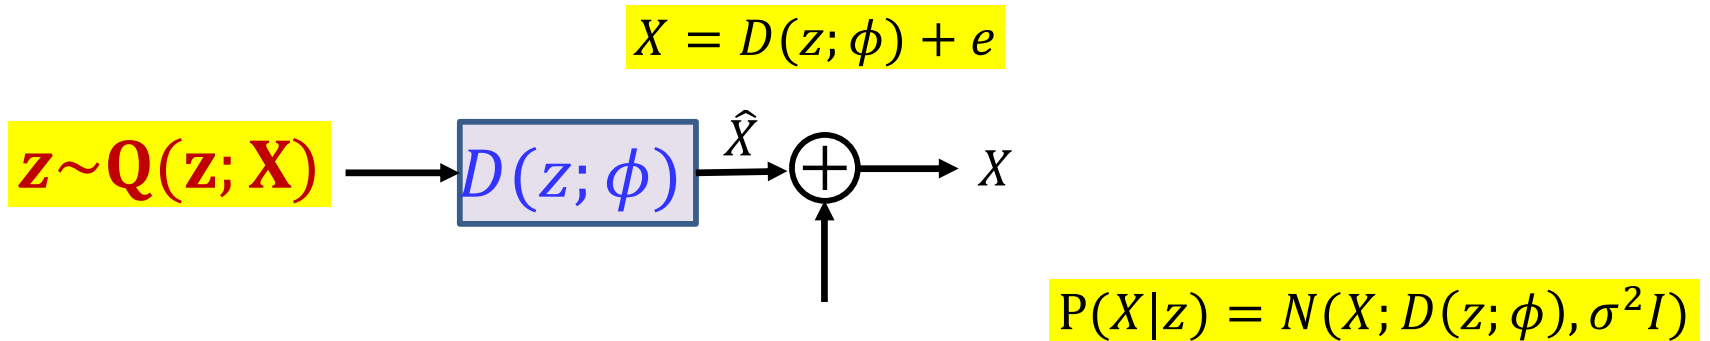 X = D(z; ϕ) + e
z~Q(z; X)
D(z; ϕ)
X̂
X
P(X|z) = N(X; D(z; ϕ), σ²I)